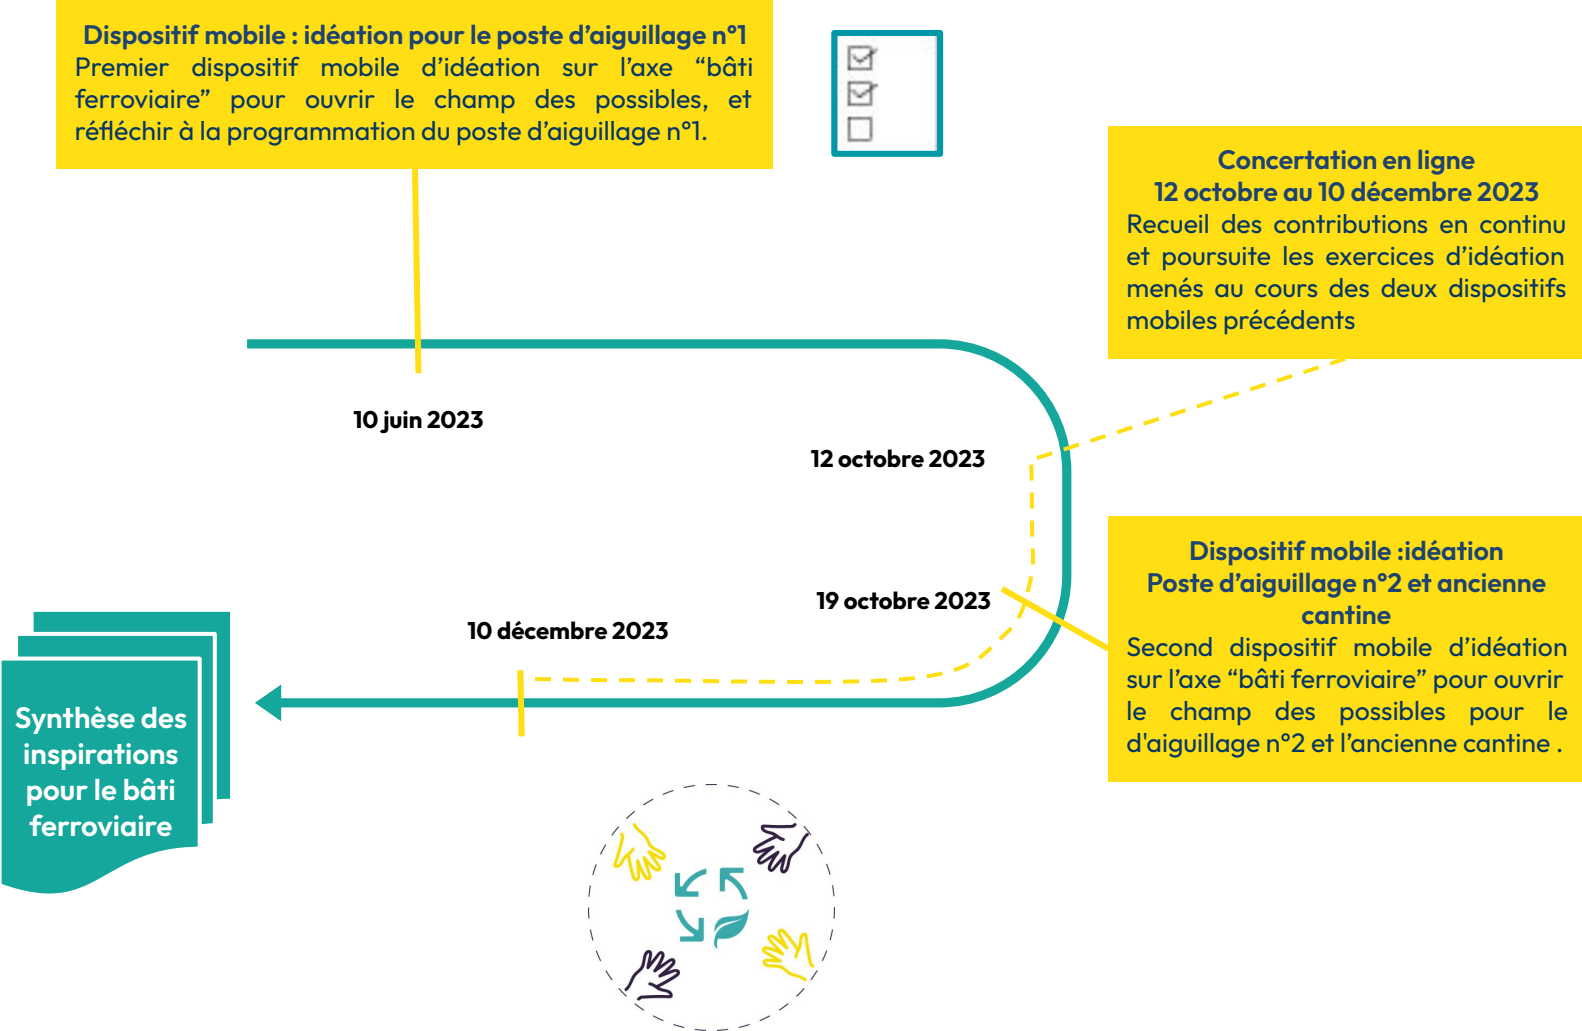 Dispositif mobile : idéation pour le poste d’aiguillage n°1
Premier dispositif mobile d’idéation sur l’axe “bâti
ferroviaire” pour ouvrir le champ des possibles, et
réfléchir à la programmation du poste d’aiguillage n°1.
Concertation en ligne
12 octobre au 10 décembre 2023
Recueil des contributions en continu
et poursuite les exercices d’idéation
menés au cours des deux dispositifs
mobiles précédents
10 juin 2023
12 octobre 2023
19 octobre 2023
10 décembre 2023
Dispositif mobile :idéation
Poste d’aiguillage n°2 et ancienne
cantine
Second dispositif mobile d’idéation
sur l’axe “bâti ferroviaire” pour ouvrir
le champ des possibles pour le
d'aiguillage n°2 et l’ancienne cantine .
Synthèse des
inspirations
pour le bâti
ferroviaire